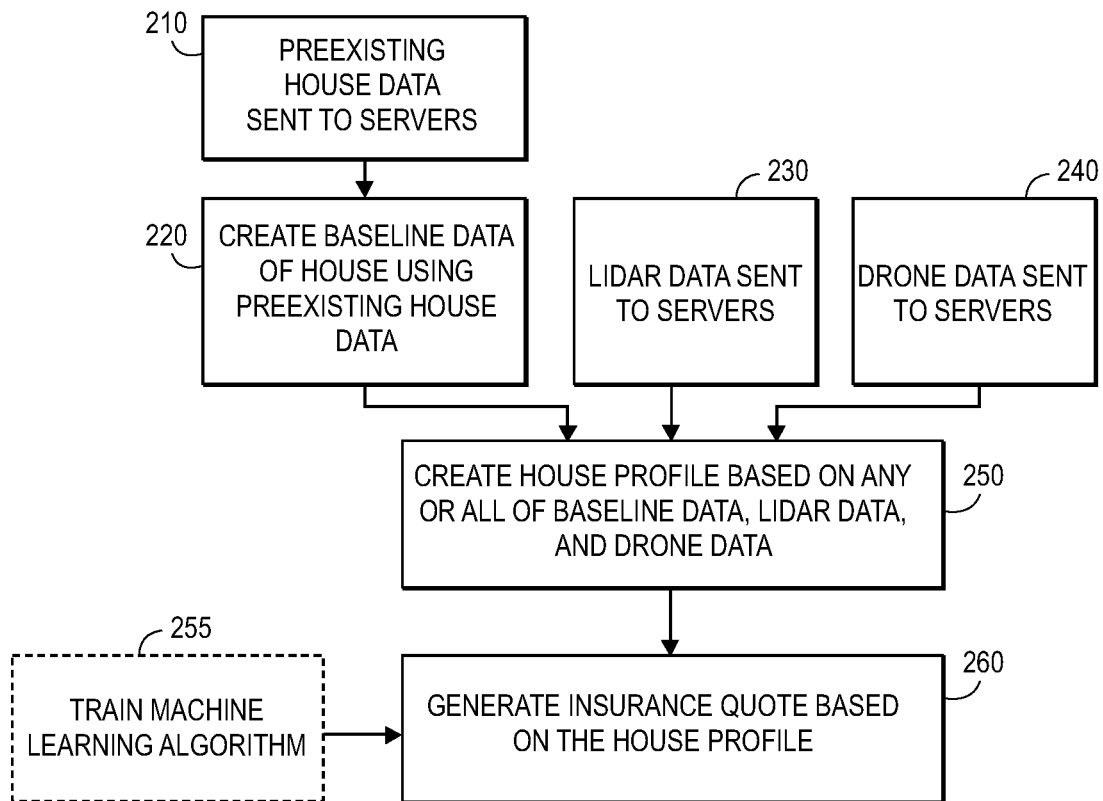 210
PREEXISTING
HOUSE DATA
SENT TO SERVERS
220
CREATE BASELINE DATA
OF HOUSE USING
PREEXISTING HOUSE
DATA
230
LIDAR DATA SENT
TO SERVERS
240
DRONE DATA SENT
TO SERVERS
250
CREATE HOUSE PROFILE BASED ON ANY
OR ALL OF BASELINE DATA, LIDAR DATA,
AND DRONE DATA
255
TRAIN MACHINE
LEARNING ALGORITHM
260
GENERATE INSURANCE QUOTE BASED
ON THE HOUSE PROFILE